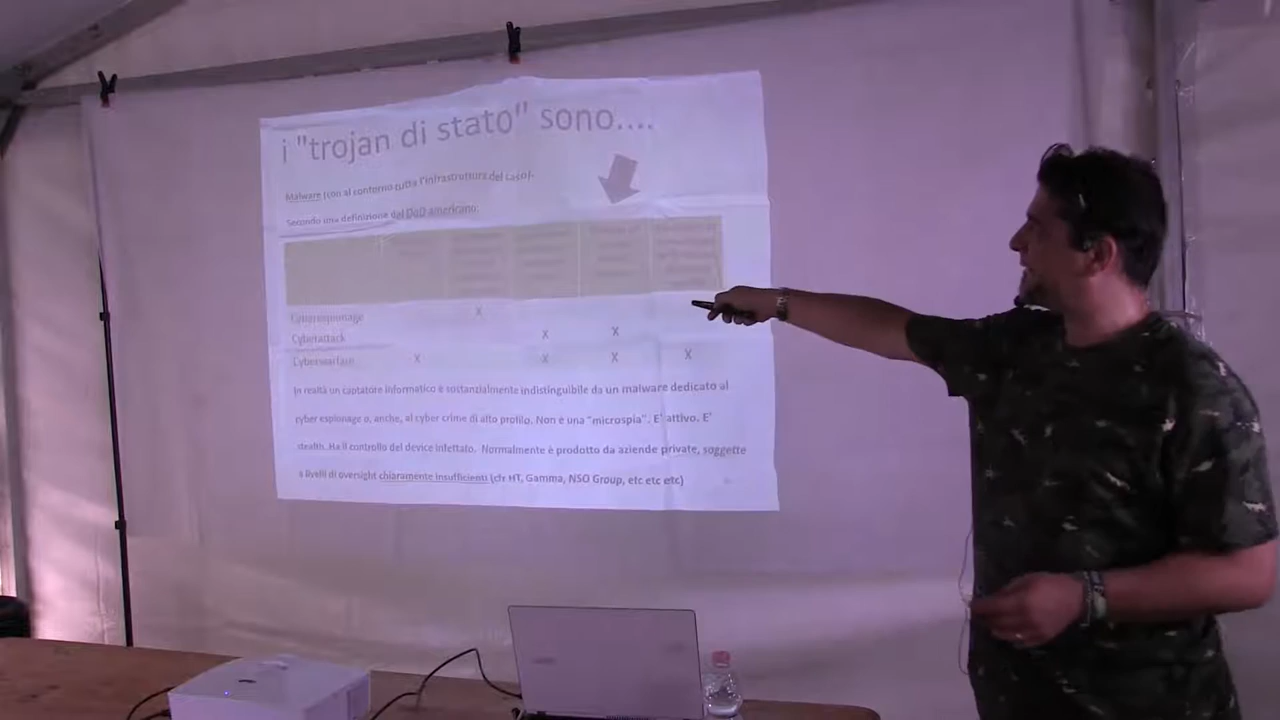 i "trojan di stato" sono....
Malware (con al contorno tutta l'infrastruttura del caso).
Secondo una definizione del DoD americano:
Cyberespionage X
Cyberattack X X
Cyberwarfare X X X X
In realtà un captatore informatico è sostanzialmente indistinguibile da un malware dedicato al
cyber espionage o, anche, al cyber crime di alto profilo. Non è una "microspia". E' attivo. E'
stealth. Ha il controllo del device infettato. Normalmente è prodotto da aziende private, soggette
a livelli di oversight chiaramente insufficienti (cfr HT, Gamma, NSO Group, etc etc etc)